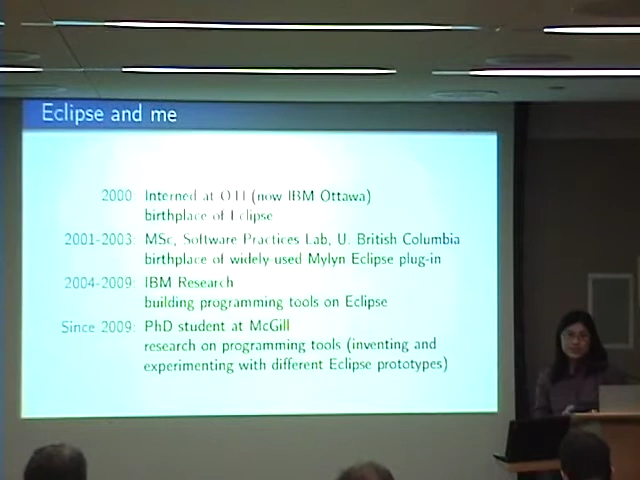 Eclipse and me
2000: Interned at OTI (now IBM Ottawa)
birthplace of Eclipse
2001-2003: MSc, Software Practices Lab, U. British Columbia
birthplace of widely-used Mylyn Eclipse plug-in
2004-2009: IBM Research
building programming tools on Eclipse
Since 2009: PhD student at McGill
research on programming tools (inventing and
experimenting with different Eclipse prototypes)